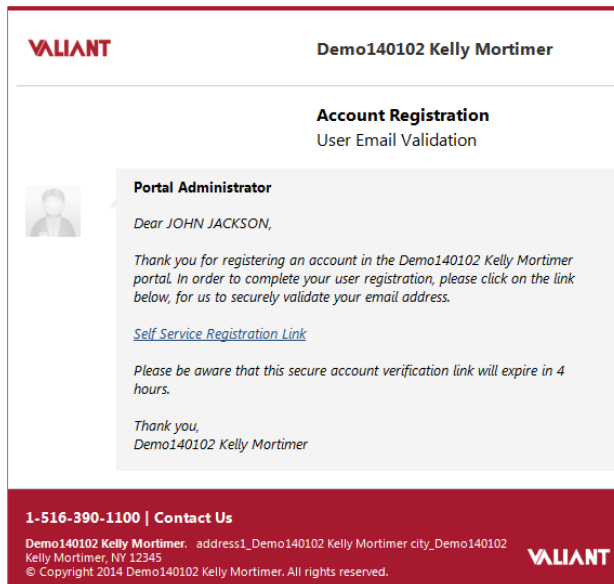 VALIANT
Demo140102 Kelly Mortimer
Account Registration
User Email Validation
Portal Administrator
Dear JOHN JACKSON,
Thank you for registering an account in the Demo140102 Kelly Mortimer
portal. In order to complete your user registration, please click on the link
below, for us to securely validate your email address.
Self Service Registration Link
Please be aware that this secure account verification link will expire in 4
hours.
Thank you,
Demo140102 Kelly Mortimer
1-516-390-1100 | Contact Us
Demo140102 Kelly Mortimer. address1_Demo140102 Kelly Mortimer city_Demo140102
Kelly Mortimer, NY 12345
© Copyright 2014 Demo140102 Kelly Mortimer. All rights reserved.
VALIANT